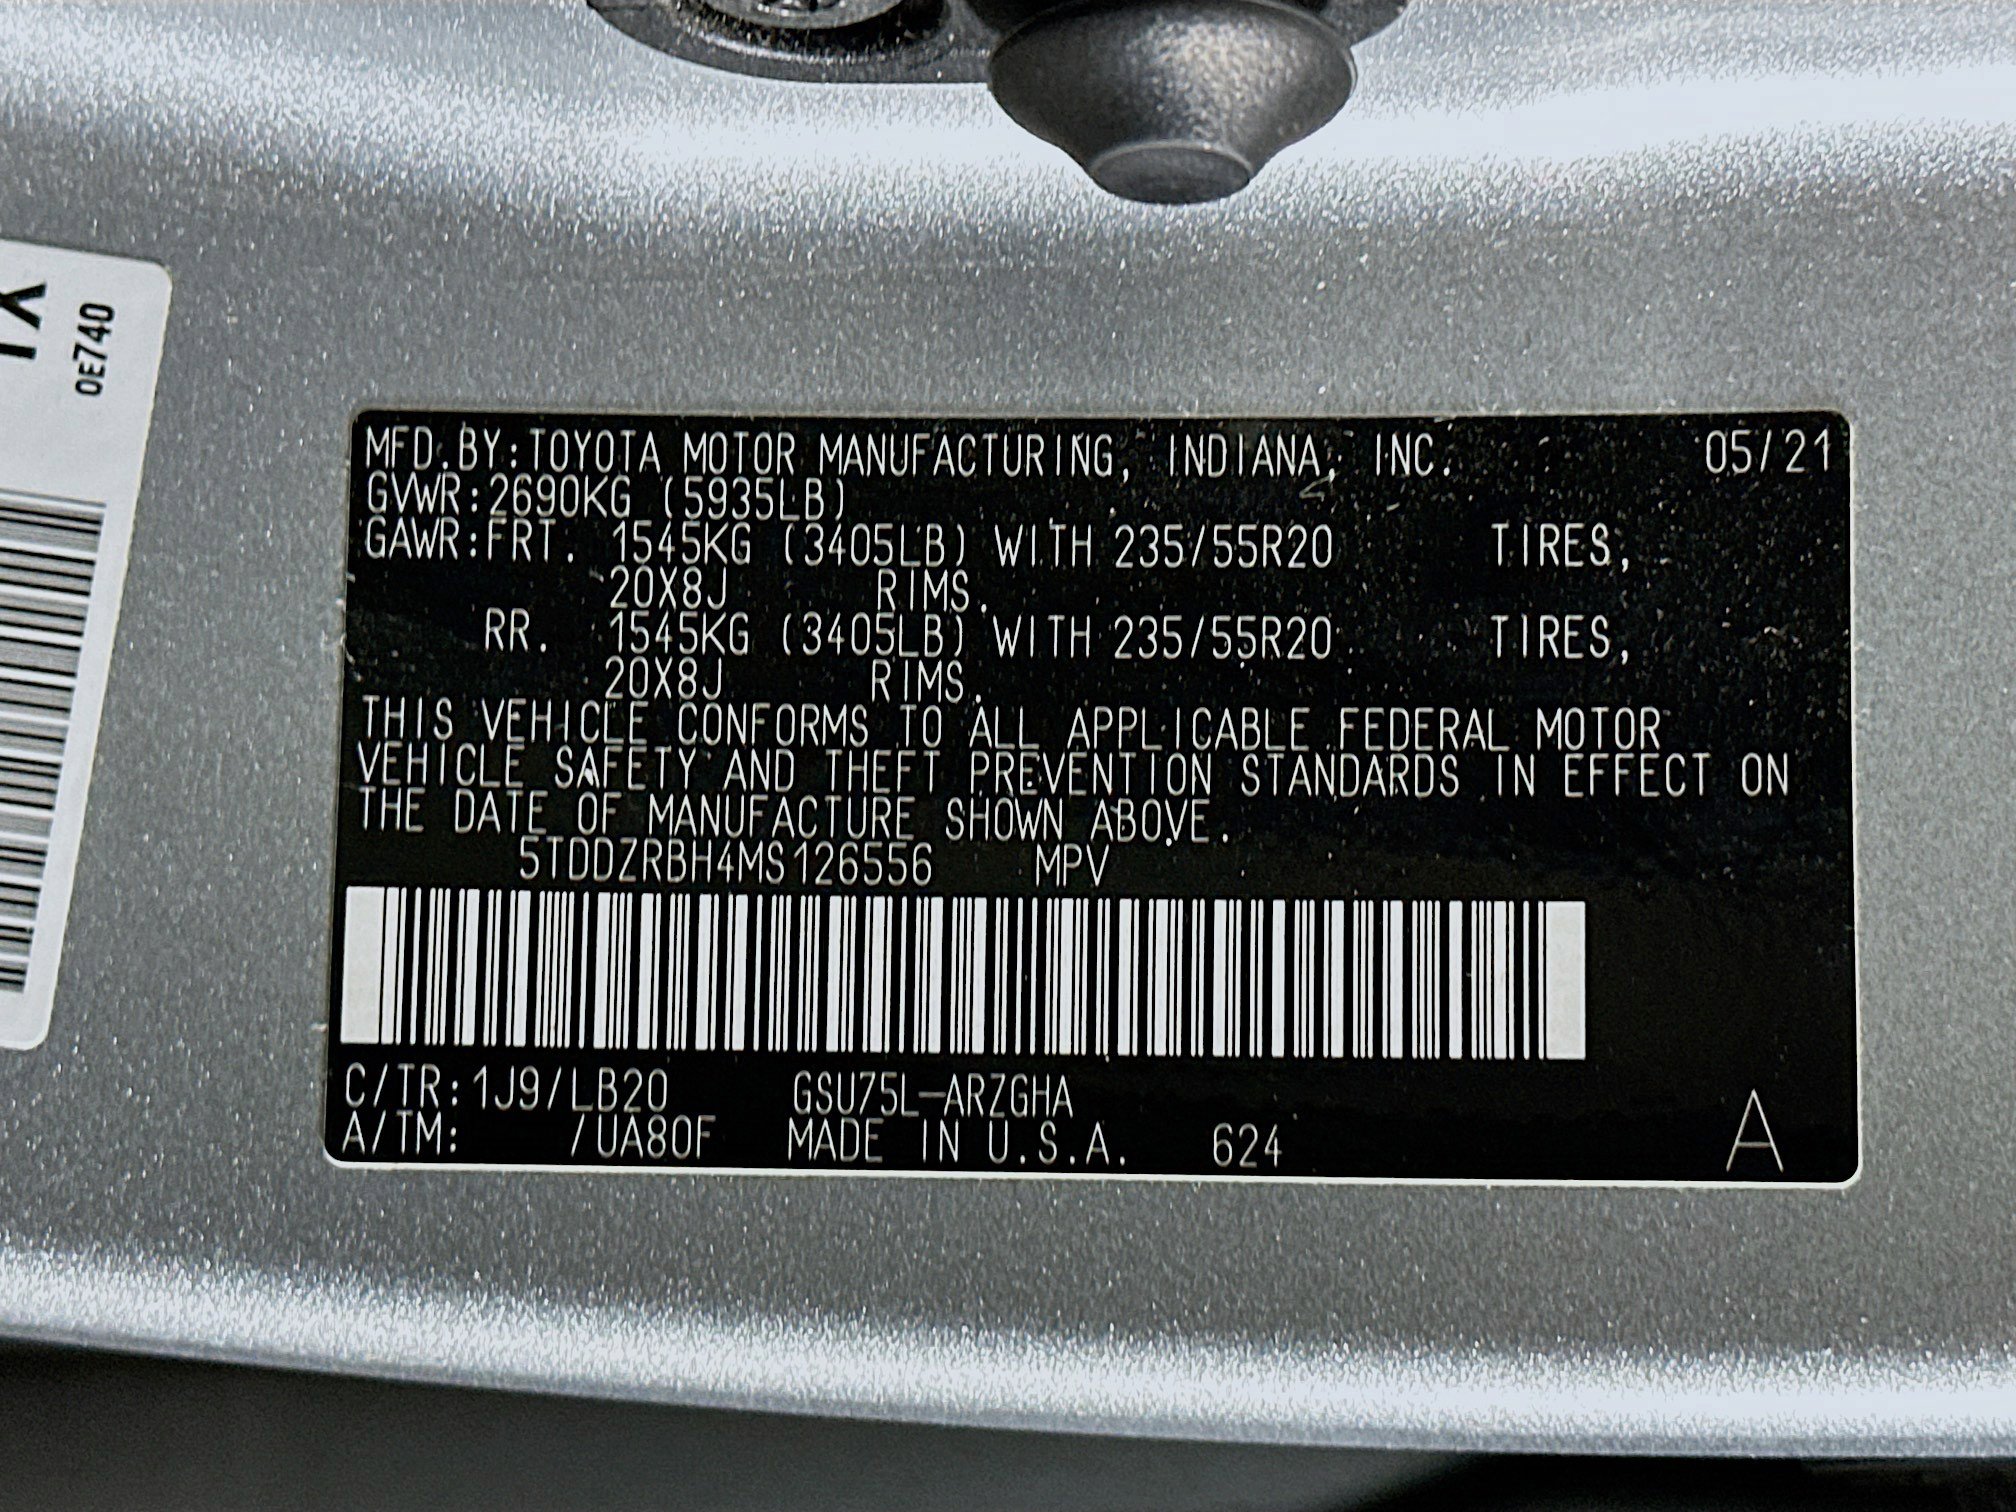 0E740
MFD.BY:TOYOTA MOTOR MANUFACTURING, INDIANA, INC. 05/21
GVWR:2690KG (5935LB)
GAWR:FRT. 1545KG (3405LB) WITH 235/55R20 TIRES,
20X8J RIMS,
RR. 1545KG (3405LB) WITH 235/55R20 TIRES,
20X8J RIMS,
THIS VEHICLE CONFORMS TO ALL APPLICABLE FEDERAL MOTOR
VEHICLE SAFETY AND THEFT PREVENTION STANDARDS IN EFFECT ON
THE DATE OF MANUFACTURE SHOWN ABOVE.
5TDDZRBH4MS126556 MPV
C/TR:1J9/LB20 GSU75L-ARZGHA
A/TM: /UA80F MADE IN U.S.A. 624 A